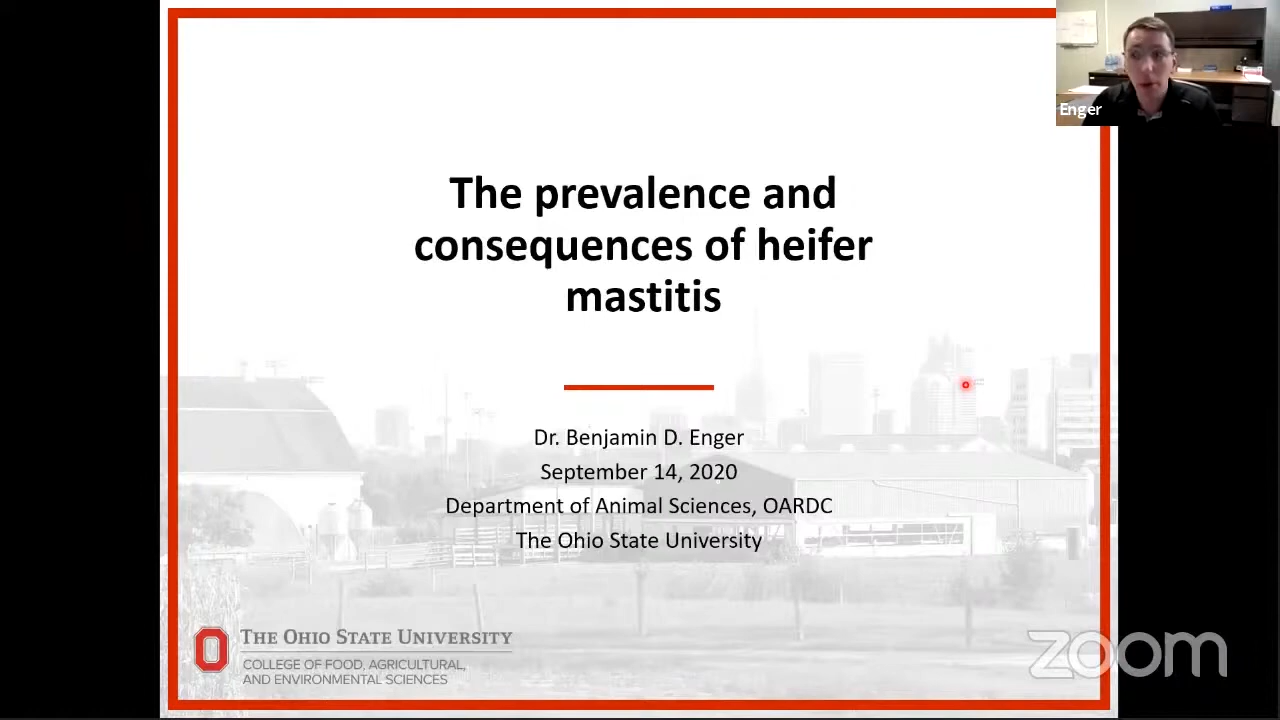 Enger
The prevalence and
consequences of heifer
mastitis
Dr. Benjamin D. Enger
September 14, 2020
Department of Animal Sciences, OARDC
The Ohio State University
THE OHIO STATE UNIVERSITY
COLLEGE OF FOOD, AGRICULTURAL,
AND ENVIRONMENTAL SCIENCES
zoom